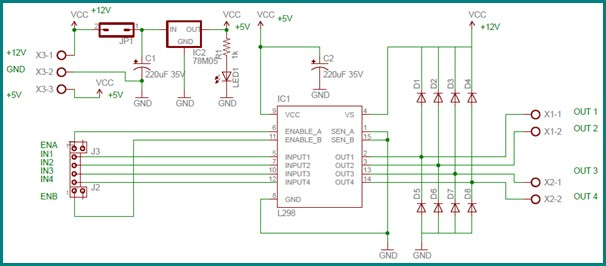 VCC VCC +5V VCC VCC
+12V +5V +5V +12V
+12V X3-1
JP1
IN OUT
GND
IC2
78M05
R1
1k
LED1
GND X3-2
C1
220uF 35V
+5V X3-3
VCC
+5V
GND GND GND
C2
220uF 35V
GND
D1 D2 D3 D4
IC1
9 VCC VS 4
6 ENABLE_A SEN_A 1
11 ENABLE_B SEN_B 15
5 INPUT1 OUT1 2
7 INPUT2 OUT2 3
10 INPUT3 OUT3 13
12 INPUT4 OUT4 14
8 GND
L298
ENA
IN1
IN2
IN3
IN4
ENB
J3
J2
1
1
X1-1 OUT 1
X1-2 OUT 2
X2-1 OUT 3
X2-2 OUT 4
D5 D6 D7 D8
GND GND